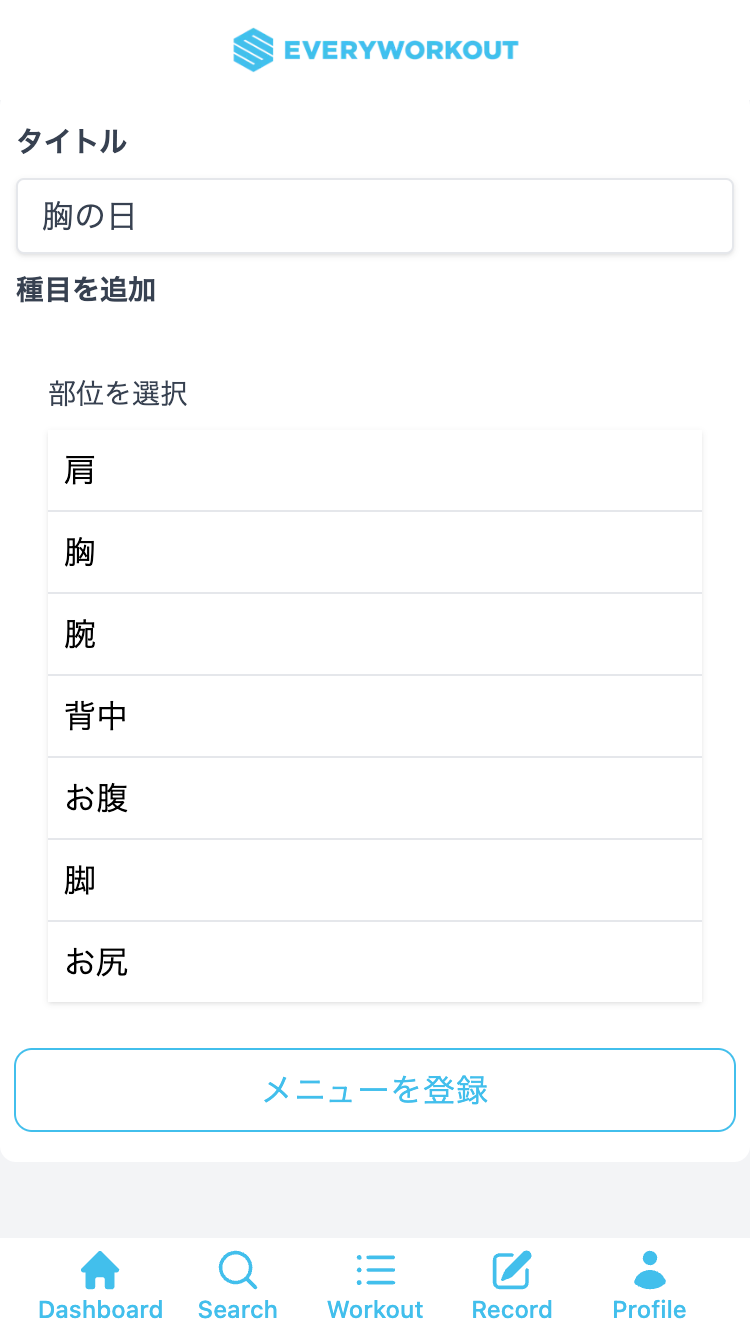 EVERYWORKOUT
タイトル
胸の日
種目を追加
部位を選択
肩
胸
腕
背中
お腹
脚
お尻
メニューを登録
Dashboard Search Workout Record Profile